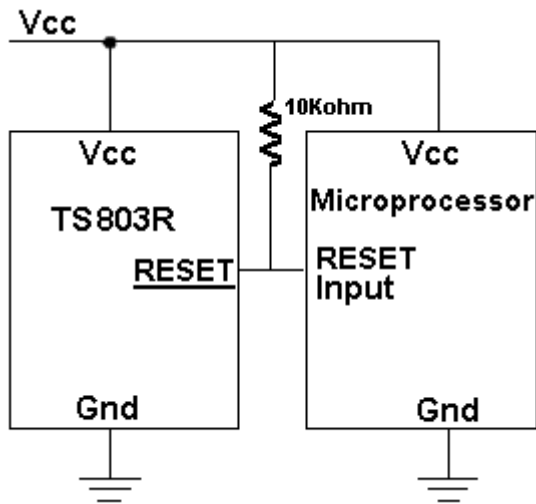 Vcc
10Kohm
Vcc
TS803R
RESET
Gnd
Vcc
Microprocessor
RESET
Input
Gnd